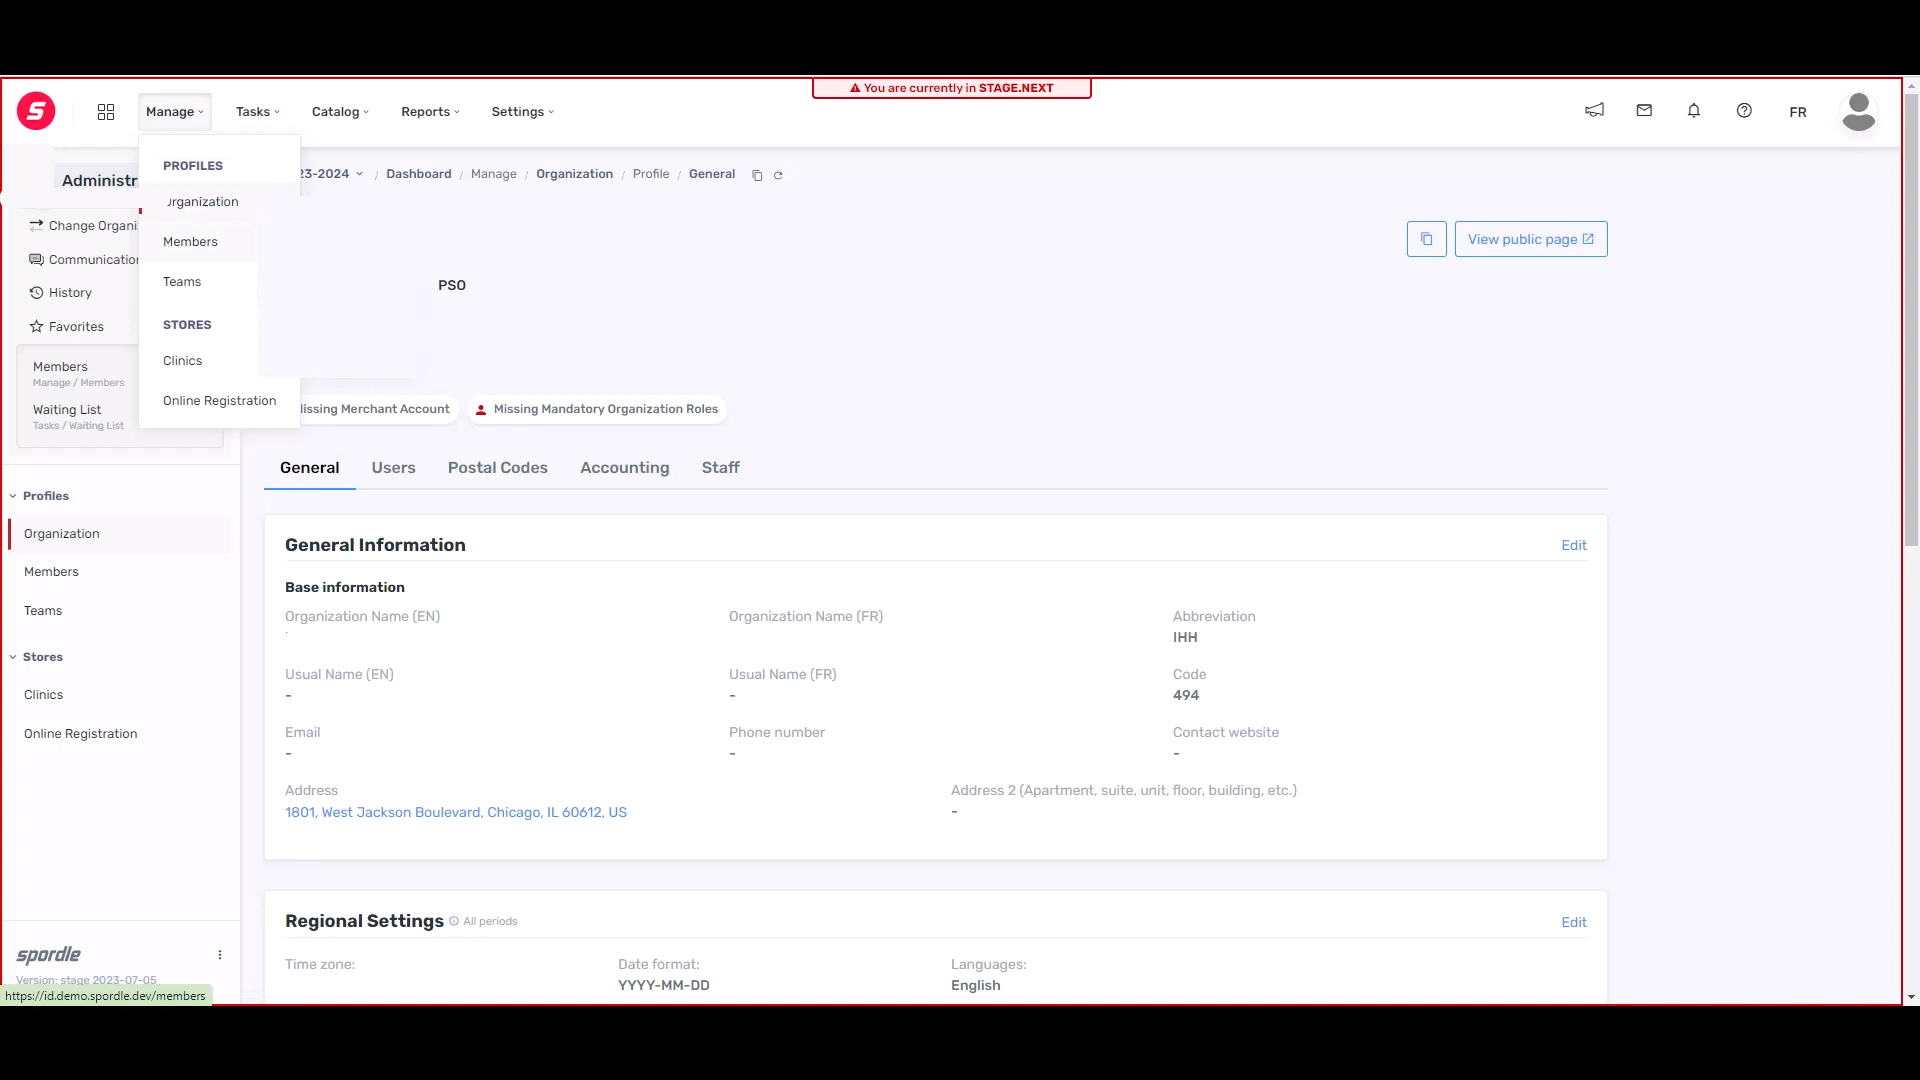 You are currently in STAGE.NEXT
Manage
Tasks
Catalog
Reports
Settings
FR
PROFILES
Organization
Members
Teams
STORES
Clinics
Online Registration
Administr
Change Organi
Communication
History
Favorites
Members
Manage / Members
Waiting List
Tasks / Waiting List
Profiles
Organization
Members
Teams
Stores
Clinics
Online Registration
spordle
Version: stage 2023-07-05
https://id.demo.spordle.dev/members
23-2024 / Dashboard / Manage / Organization / Profile / General
View public page
PSO
issing Merchant Account
Missing Mandatory Organization Roles
General
Users
Postal Codes
Accounting
Staff
General Information
Edit
Base information
Organization Name (EN)
Organization Name (FR)
Abbreviation
IHH
Usual Name (EN)
-
Usual Name (FR)
-
Code
494
Email
-
Phone number
-
Contact website
-
Address
1801, West Jackson Boulevard, Chicago, IL 60612, US
Address 2 (Apartment, suite, unit, floor, building, etc.)
-
Regional Settings
All periods
Edit
Time zone:
Date format:
YYYY-MM-DD
Languages:
English